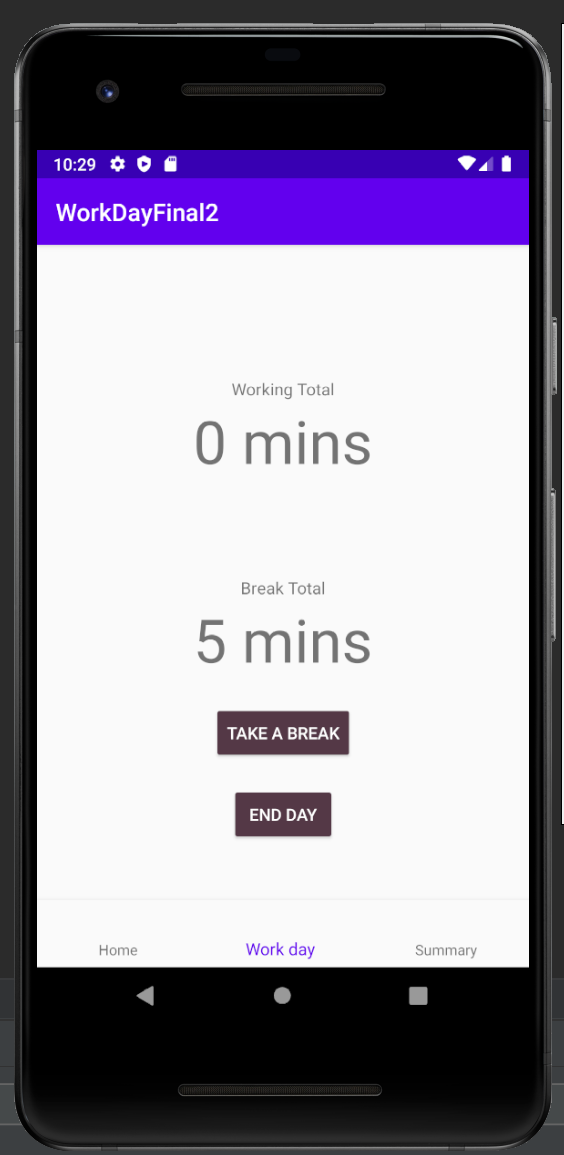 10:29
WorkDayFinal2
Working Total
0 mins
Break Total
5 mins
TAKE A BREAK
END DAY
Home Work day Summary